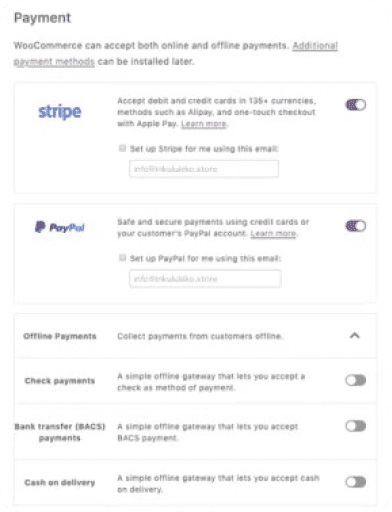 Payment
WooCommerce can accept both online and offline payments. Additional
payment methods can be installed later.
stripe
Accept debit and credit cards in 135+ currencies,
methods such as Alipay, and one-touch checkout
with Apple Pay. Learn more.
Set up Stripe for me using this email:
info@inkululeko.store
PayPal
Safe and secure payments using credit cards or
your customer's PayPal account. Learn more.
Set up PayPal for me using this email:
info@inkululeko.store
Offline Payments
Collect payments from customers offline.
Check payments
A simple offline gateway that lets you accept a
check as method of payment.
Bank transfer (BACS)
payments
A simple offline gateway that lets you accept
BACS payment.
Cash on delivery
A simple offline gateway that lets you accept cash
on delivery.